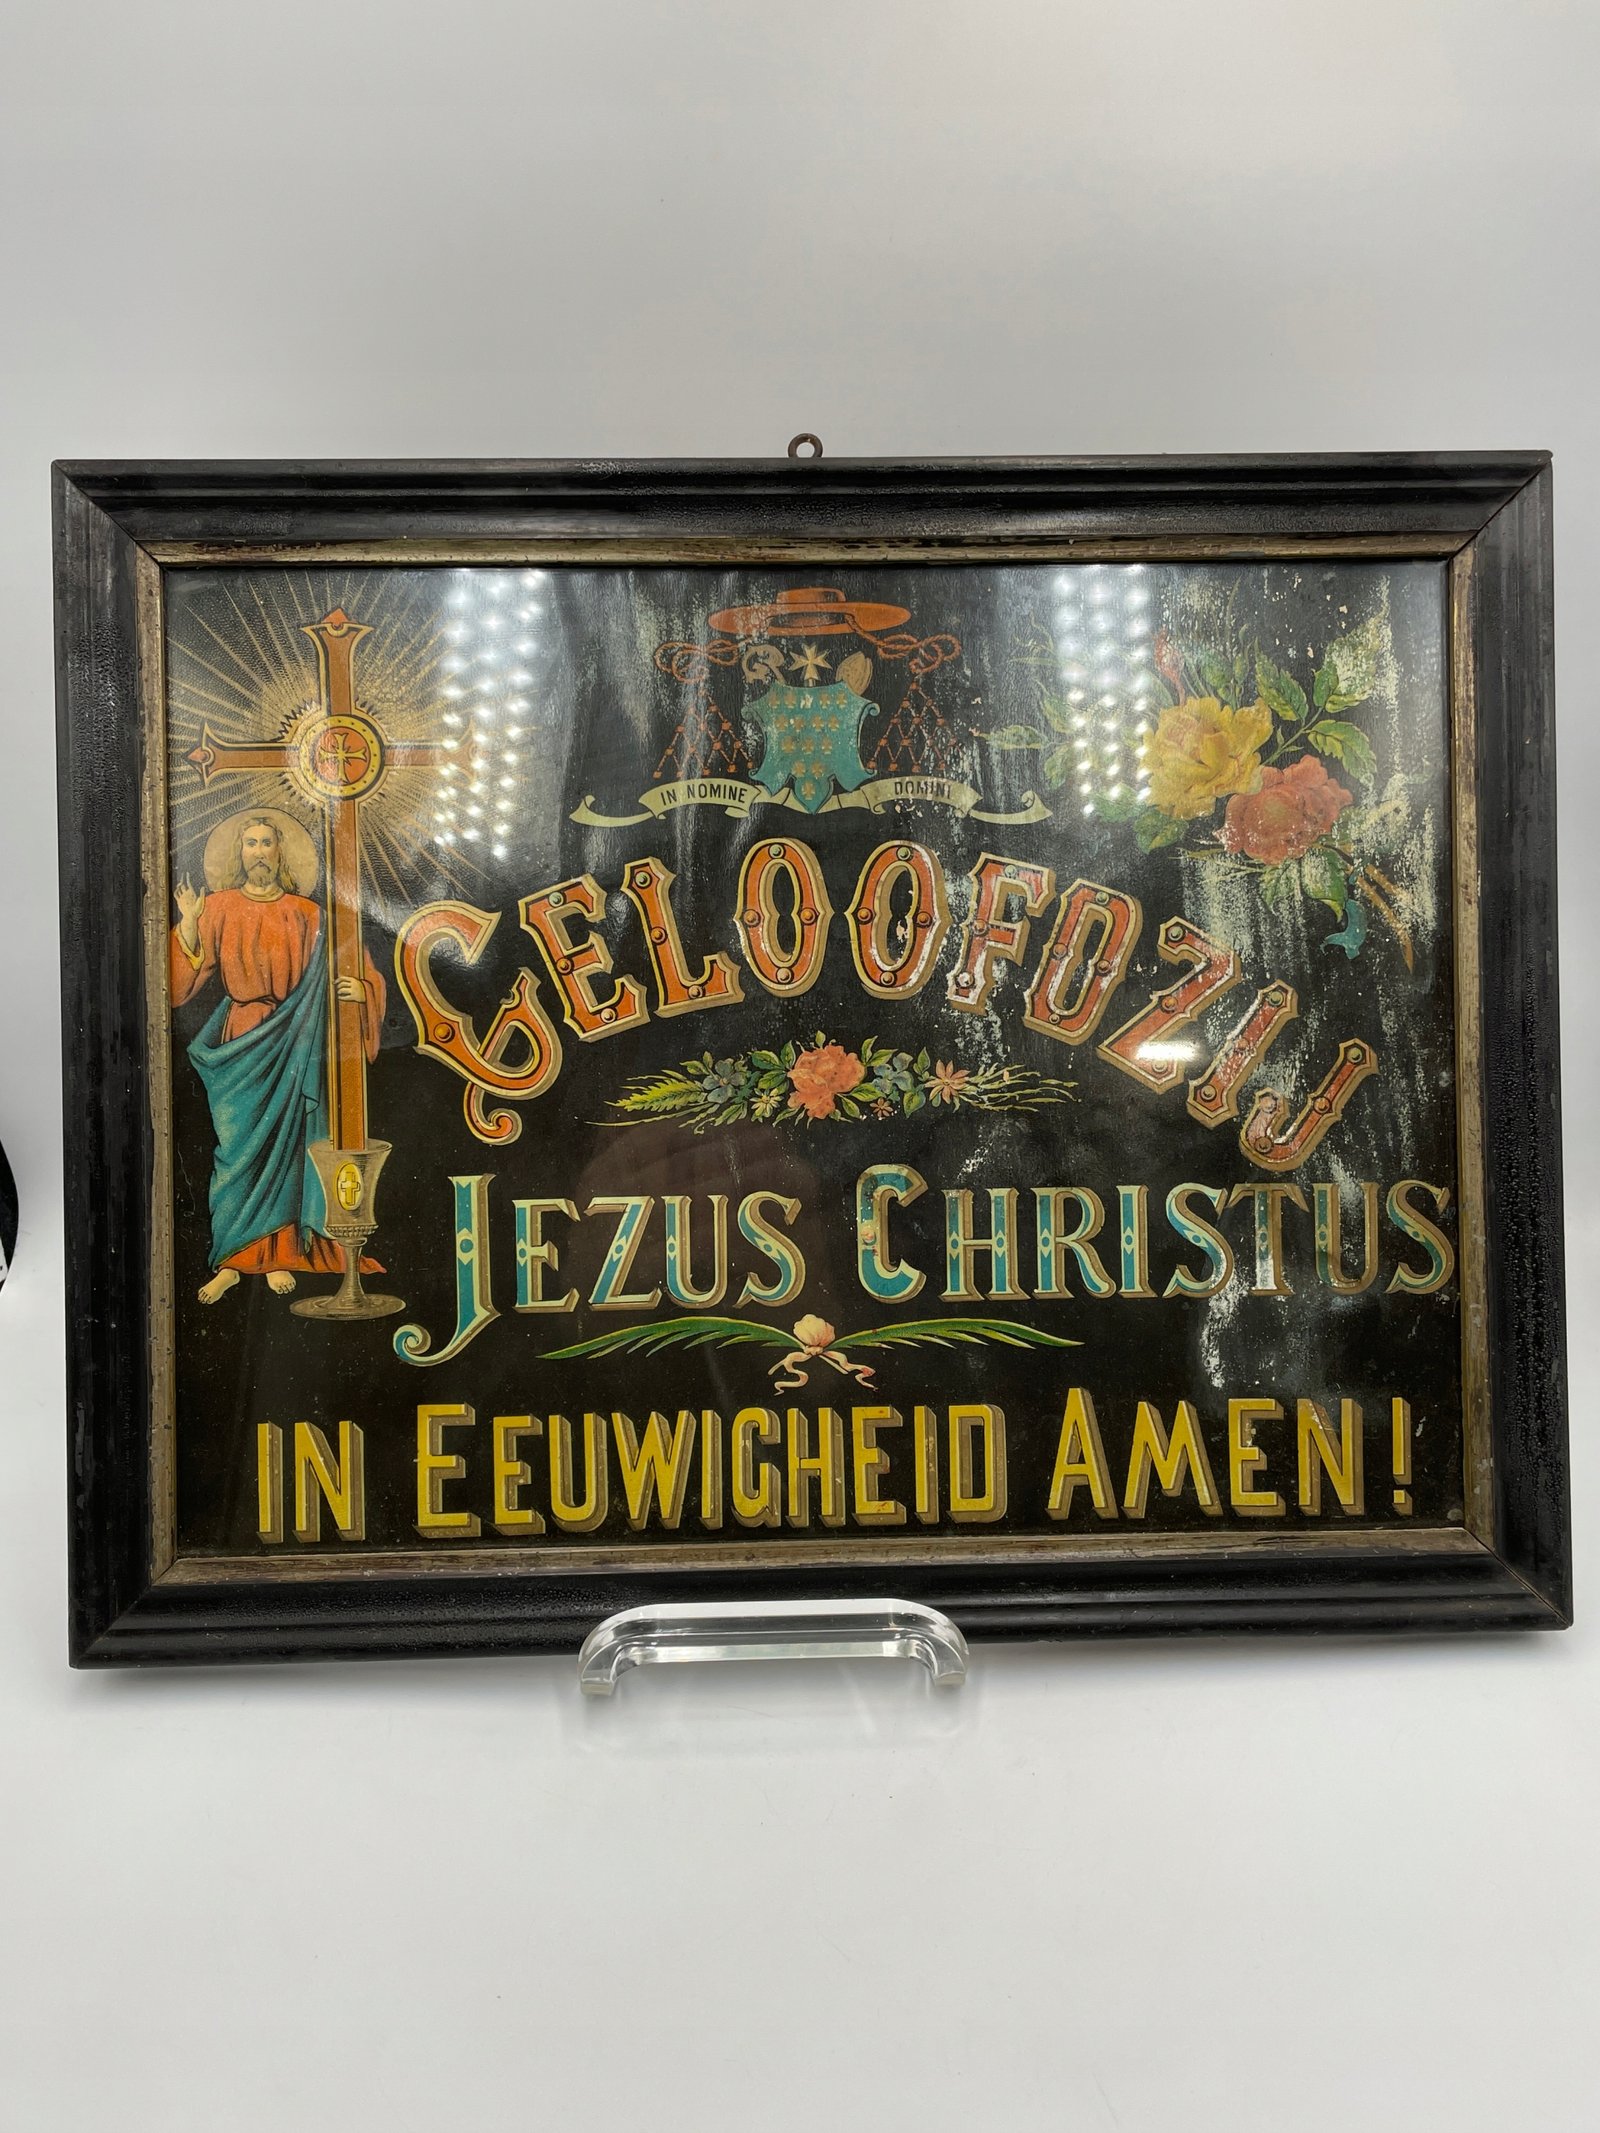 IN NOMINE DOMINI
GELOOFDZIJ
JEZUS CHRISTUS
IN EEUWIGHEID AMEN!